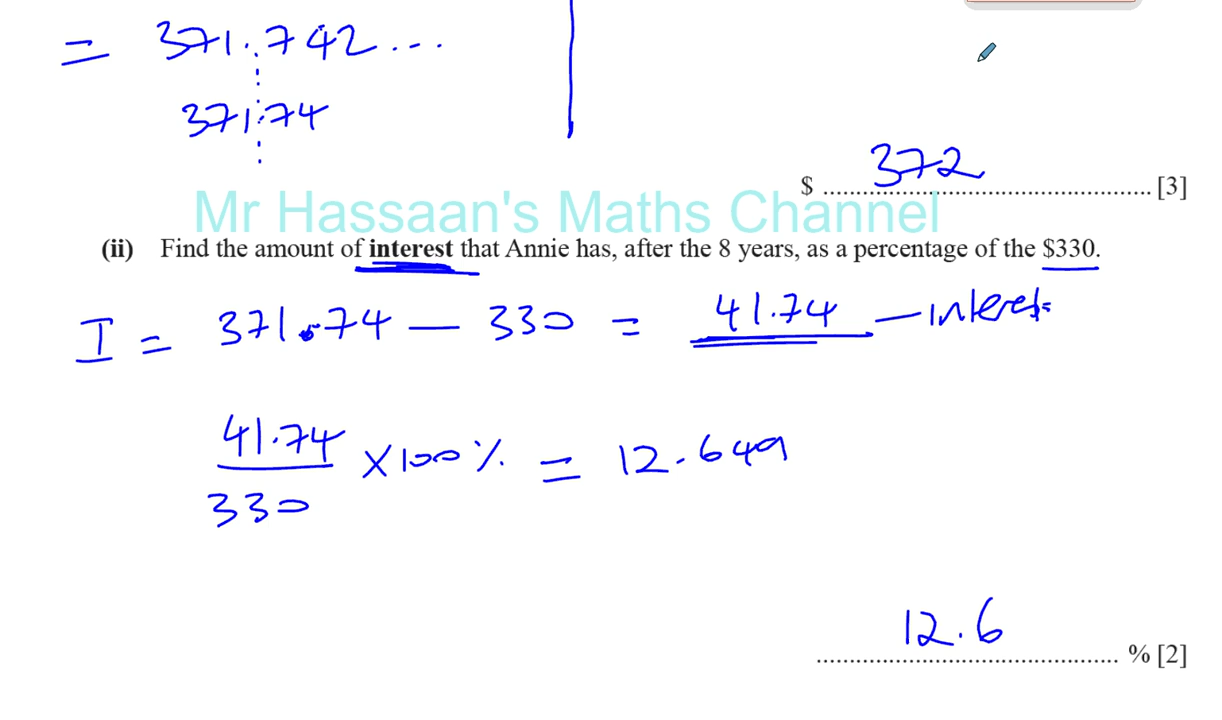 = 371.742...
371.74
372
$ ........................ [3]
Mr Hassaan's Maths Channel
(ii) Find the amount of interest that Annie has, after the 8 years, as a percentage of the $330.
I = 371.74 — 330 = 41.74 — interest
41.74
330
×100% = 12.649
12.6
........................ % [2]